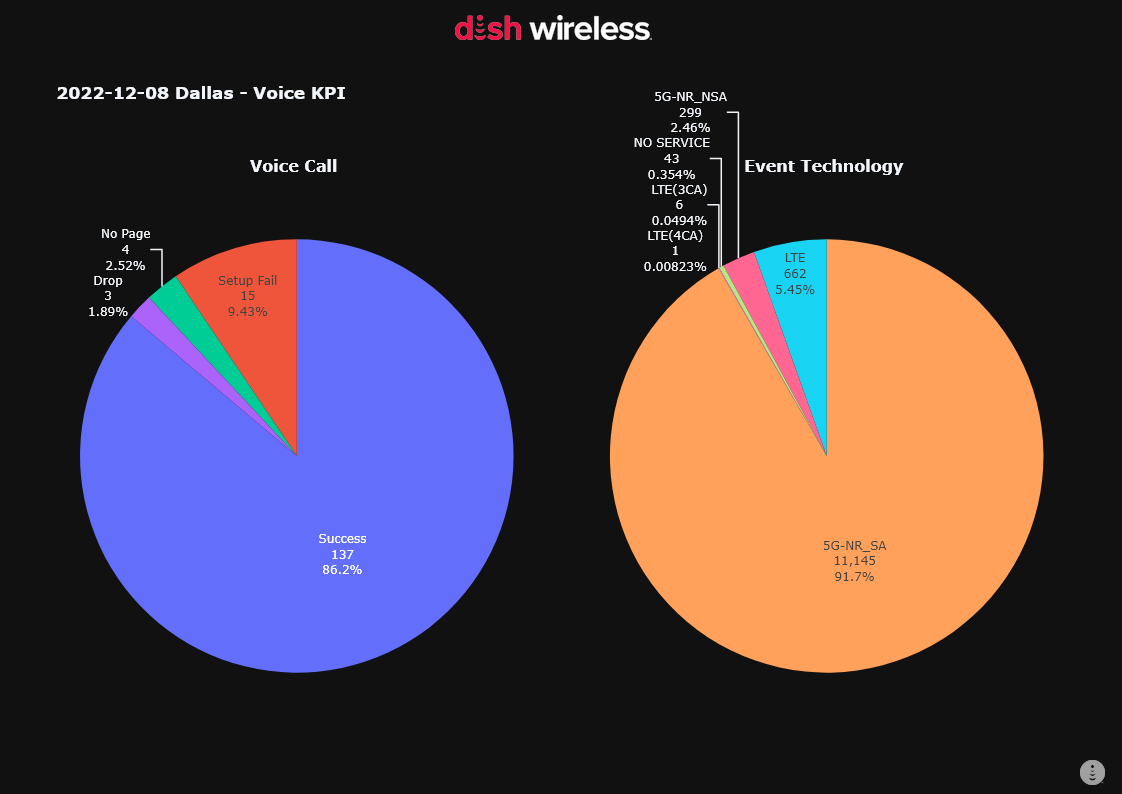 dish wireless.
2022-12-08 Dallas - Voice KPI
Voice Call
No Page
4
2.52%
Drop
3
1.89%
Setup Fail
15
9.43%
Success
137
86.2%
Event Technology
5G-NR_NSA
299
2.46%
NO SERVICE
43
0.354%
LTE(3CA)
6
0.0494%
LTE(4CA)
1
0.00823%
LTE
662
5.45%
5G-NR_SA
11,145
91.7%